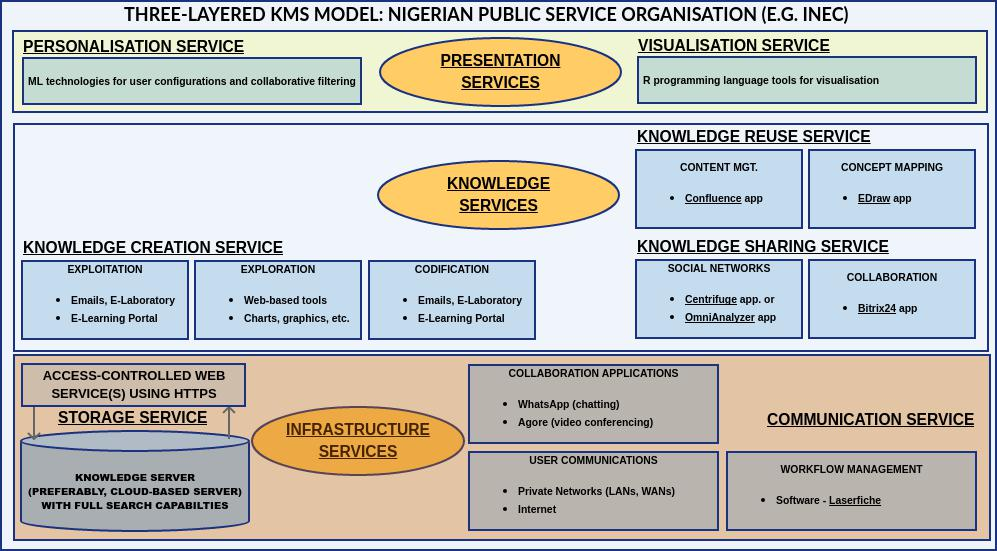 THREE-LAYERED KMS MODEL: NIGERIAN PUBLIC SERVICE ORGANISATION (E.G. INEC)
PERSONALISATION SERVICE
ML technologies for user configurations and collaborative filtering
PRESENTATION
SERVICES
VISUALISATION SERVICE
R programming language tools for visualisation
KNOWLEDGE
SERVICES
KNOWLEDGE REUSE SERVICE
CONTENT MGT.
• Confluence app
CONCEPT MAPPING
• EDraw app
KNOWLEDGE CREATION SERVICE
EXPLOITATION
• Emails, E-Laboratory
• E-Learning Portal
EXPLORATION
• Web-based tools
• Charts, graphics, etc.
CODIFICATION
• Emails, E-Laboratory
• E-Learning Portal
KNOWLEDGE SHARING SERVICE
SOCIAL NETWORKS
• Centrifuge app. or
• OmniAnalyzer app
COLLABORATION
• Bitrix24 app
ACCESS-CONTROLLED WEB
SERVICE(S) USING HTTPS
STORAGE SERVICE
KNOWLEDGE SERVER
(PREFERABLY, CLOUD-BASED SERVER)
WITH FULL SEARCH CAPABILTIES
INFRASTRUCTURE
SERVICES
COLLABORATION APPLICATIONS
• WhatsApp (chatting)
• Agore (video conferencing)
COMMUNICATION SERVICE
USER COMMUNICATIONS
• Private Networks (LANs, WANs)
• Internet
WORKFLOW MANAGEMENT
• Software - Laserfiche